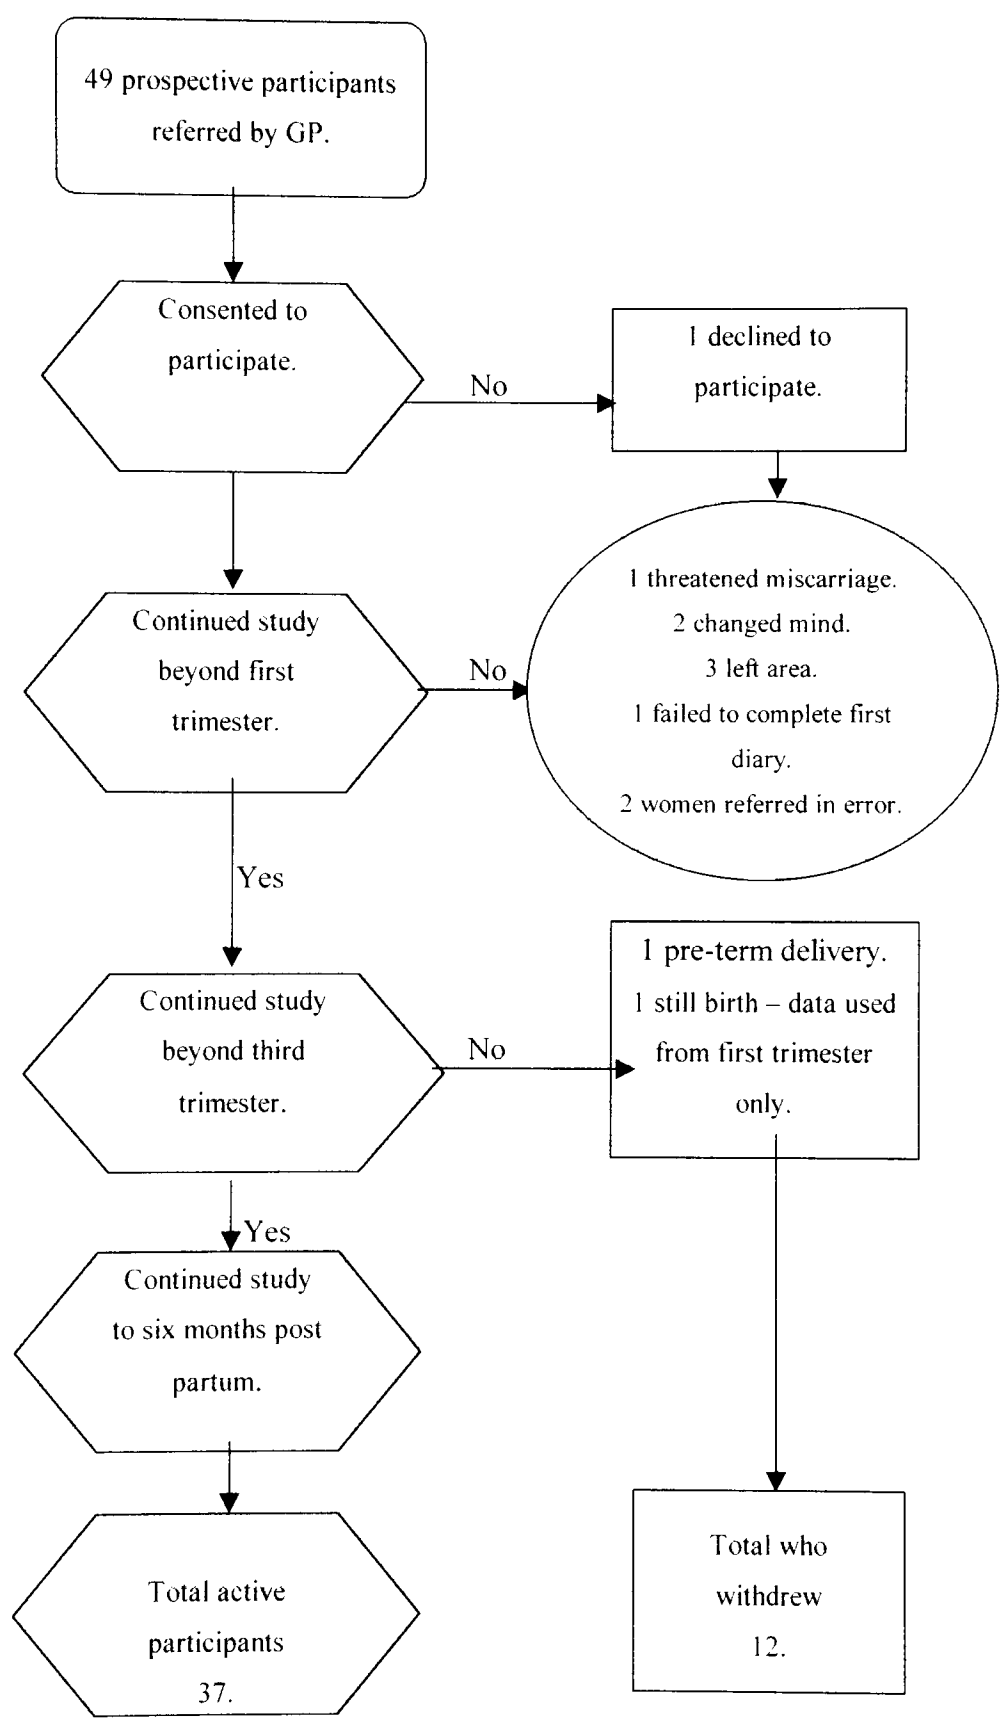 49 prospective participants
referred by GP.
Consented to
participate.
No
1 declined to
participate.
1 threatened miscarriage.
2 changed mind.
3 left area.
1 failed to complete first
diary.
2 women referred in error.
Continued study
beyond first
trimester.
No
Yes
Continued study
beyond third
trimester.
No
1 pre-term delivery.
1 still birth – data used
from first trimester
only.
Yes
Continued study
to six months post
partum.
Total active
participants
37.
Total who
withdrew
12.